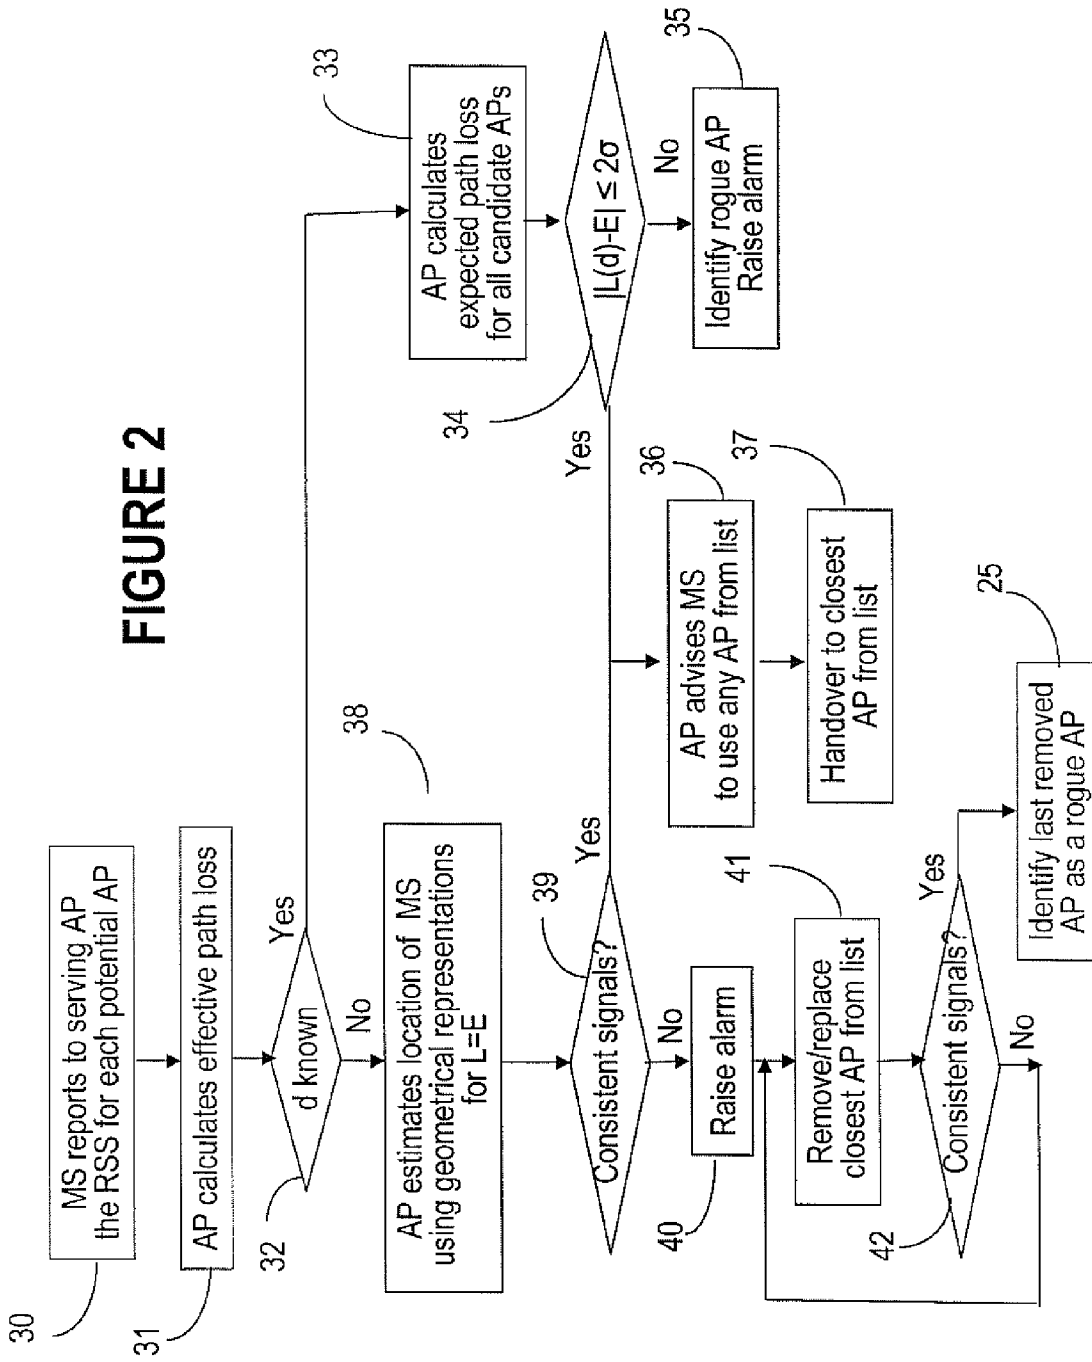 FIGURE 2
30
MS reports to serving AP
the RSS for each potential AP
31
AP calculates effective path loss
32
d known
Yes
No
33
AP calculates
expected path loss
for all candidate APs
34
|L(d)-E| ≤ 2σ
Yes
No
35
Identify rogue AP
Raise alarm
38
AP estimates location of MS
using geometrical representations
for L=E
39
Consistent signals?
Yes
No
36
AP advises MS
to use any AP from list
37
Handover to closest
AP from list
40
Raise alarm
41
Remove/replace
closest AP from list
42
Consistent signals?
Yes
No
25
Identify last removed
AP as a rogue AP